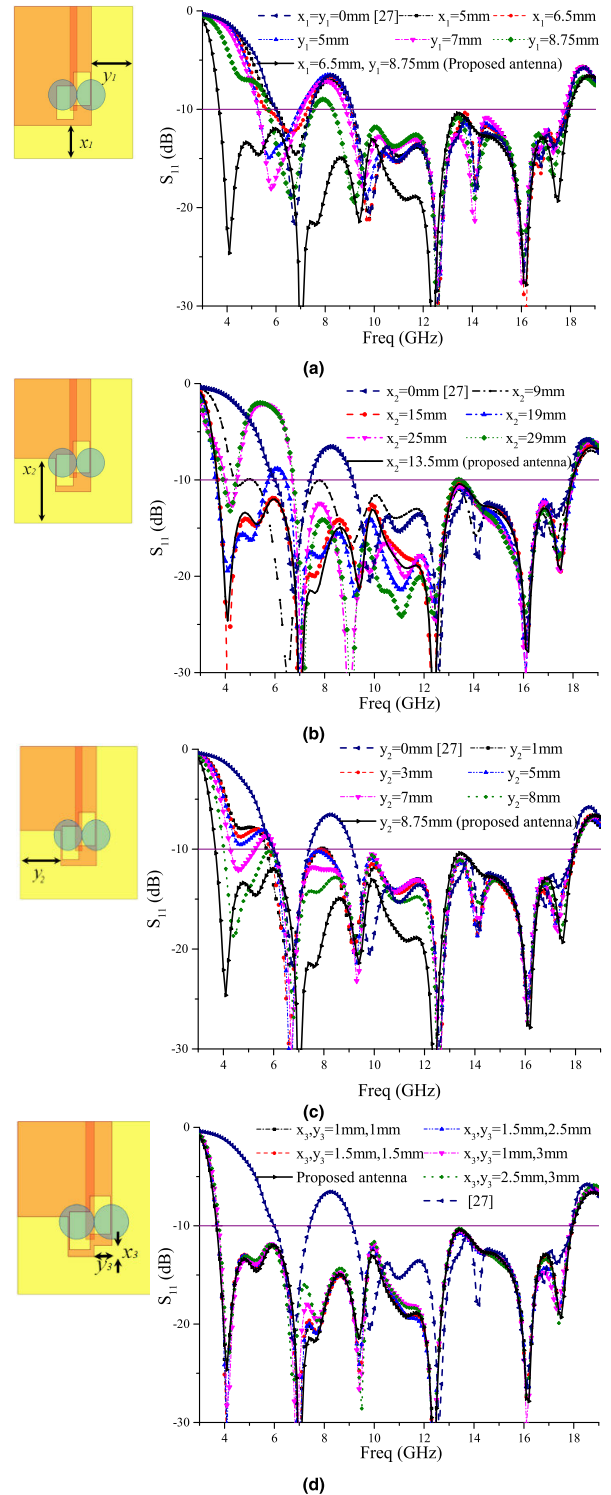 y1
x1
x1=y1=0mm [27]
x1=5mm
x1=6.5mm
y1=5mm
y1=7mm
y1=8.75mm
x1=6.5mm, y1=8.75mm (Proposed antenna)
0
-10
-20
-30
S11 (dB)
4 6 8 10 12 14 16 18
Freq (GHz)
(a)
x2
x2=0mm [27]
x2=9mm
x2=15mm
x2=19mm
x2=25mm
x2=29mm
x2=13.5mm (proposed antenna)
0
-10
-20
-30
S11 (dB)
4 6 8 10 12 14 16 18
Freq (GHz)
(b)
y2
y2=0mm [27]
y2=1mm
y2=3mm
y2=5mm
y2=7mm
y2=8mm
y2=8.75mm (proposed antenna)
0
-10
-20
-30
S11 (dB)
4 6 8 10 12 14 16 18
Freq (GHz)
(c)
x3
y3
x3,y3=1mm,1mm
x3,y3=1.5mm,2.5mm
x3,y3=1.5mm,1.5mm
x3,y3=1mm,3mm
Proposed antenna
x3,y3=2.5mm,3mm
[27]
0
-10
-20
-30
S11 (dB)
4 6 8 10 12 14 16 18
Freq (GHz)
(d)